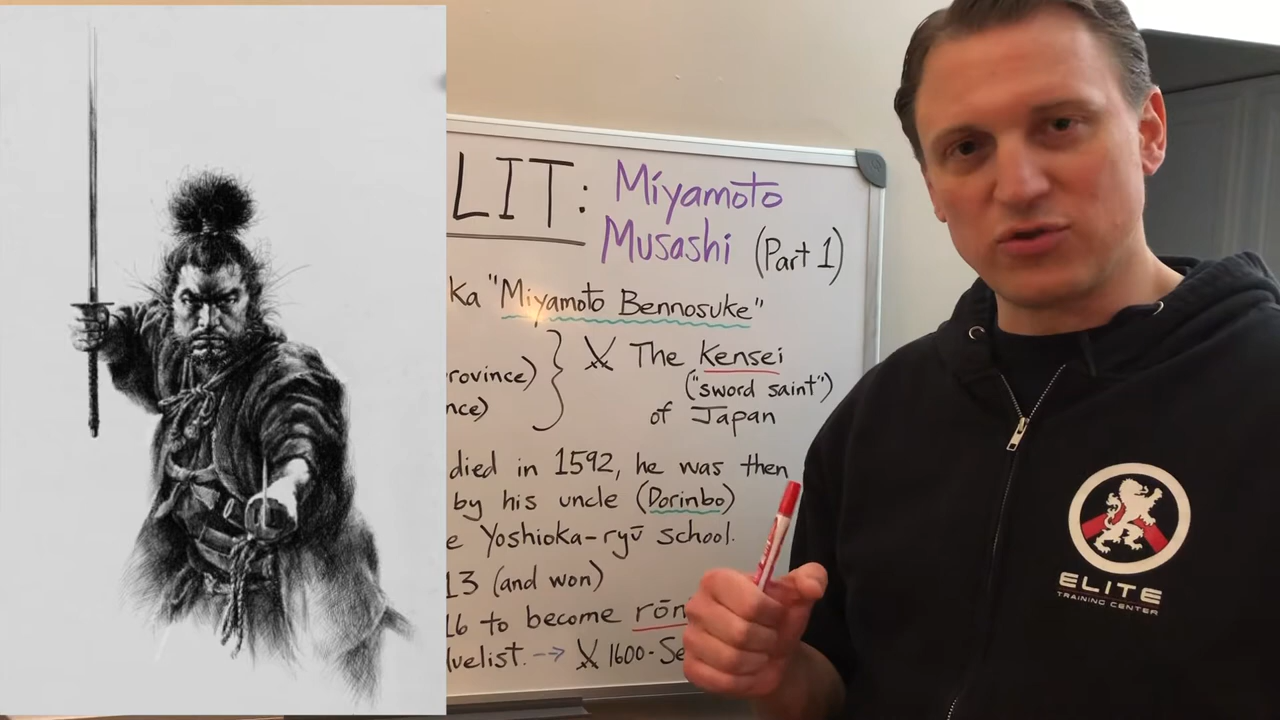 LIT: Miyamoto
Musashi (Part 1)
ka "Miyamoto Bennosuke"
rovince)
nce)
The Kensei
("sword saint")
of Japan
died in 1592, he was then
by his uncle (Dorinbo)
e Yoshioka-ryū school.
13 (and won)
16 to become rōn
uelist. → 1600-Se
ELITE
TRAINING CENTER